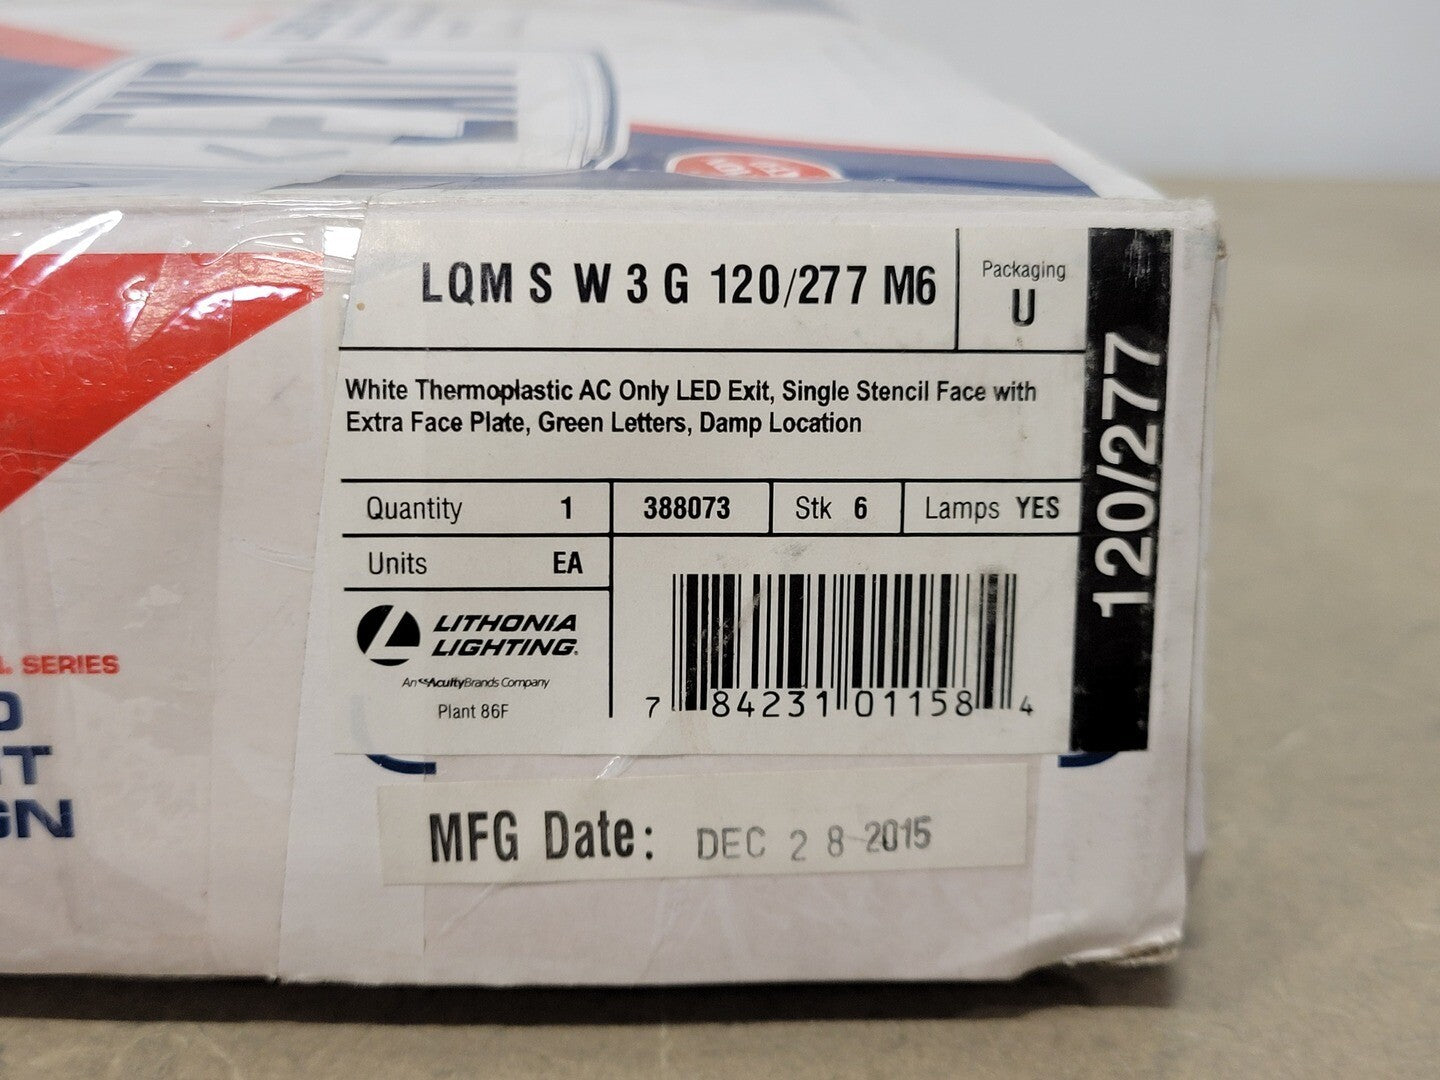 LQM S W 3 G 120/277 M6
Packaging
U
120/277
White Thermoplastic AC Only LED Exit, Single Stencil Face with
Extra Face Plate, Green Letters, Damp Location
Quantity 1
388073
Stk 6
Lamps YES
Units EA
LITHONIA
LIGHTING®
An AcuityBrands Company
Plant 86F
7 84231 01158 4
SERIES
MFG Date: DEC 28 2015